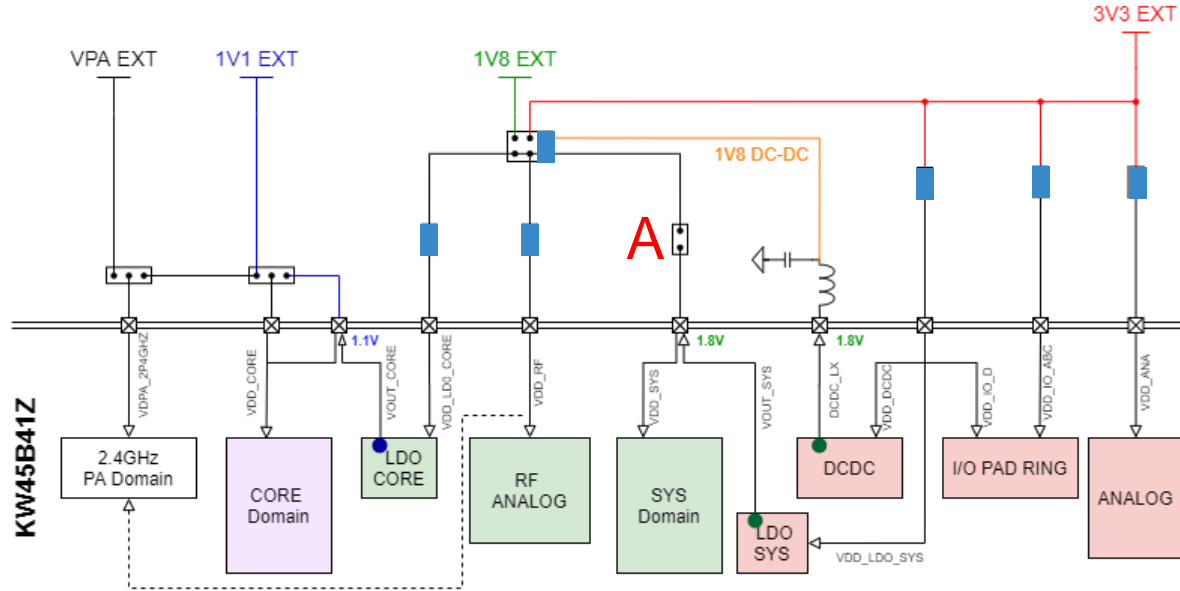 3V3 EXT
VPA EXT
1V1 EXT
1V8 EXT
1V8 DC-DC
A
1.1V
1.8V
1.8V
VDPA_2P4GHZ
VDD_CORE
VOUT_CORE
VDD_LD0_CORE
VDD_RF
VDD_SYS
VOUT_SYS
DCDC_LX
VDD_DCDC
VDD_IO_D
VDD_IO_ABC
VDD_ANA
KW45B41Z
2.4GHz
PA Domain
CORE
Domain
LDO
CORE
RF
ANALOG
SYS
Domain
LDO
SYS
DCDC
I/O PAD RING
ANALOG
VDD_LDO_SYS